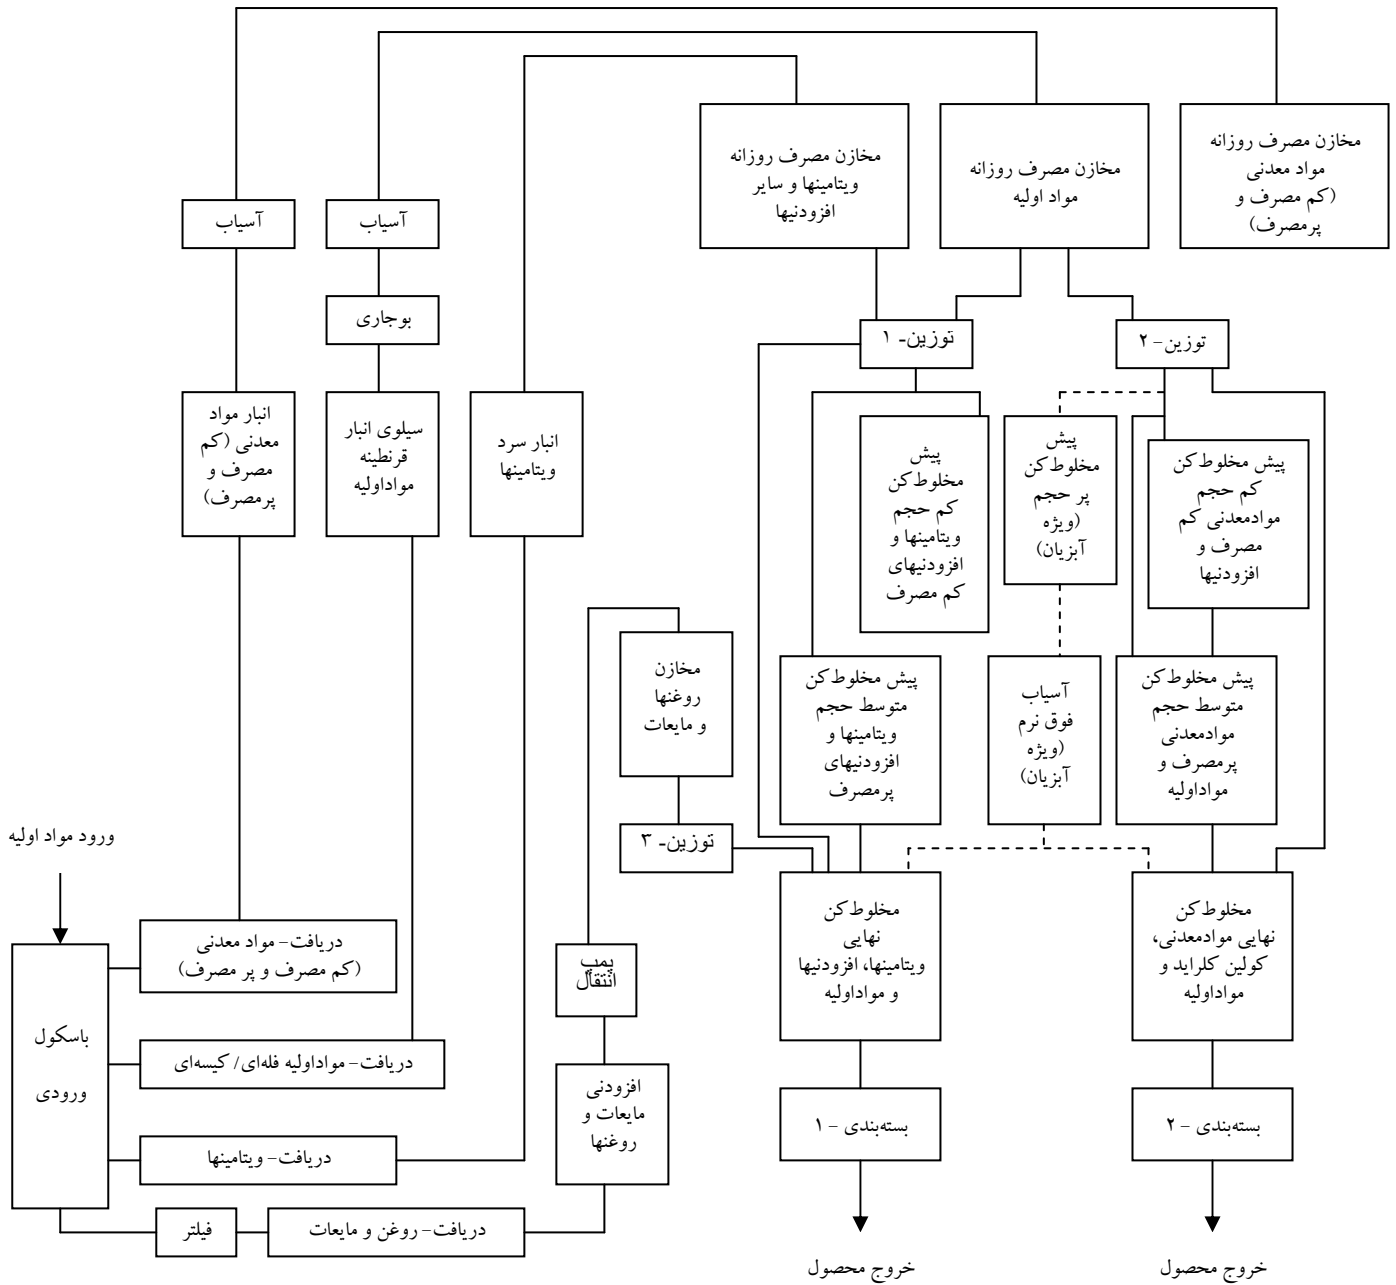 مخازن مصرف روزانه
مواد معدنی
(کم مصرف و
پرمصرف)
مخازن مصرف روزانه
مواد اولیه
مخازن مصرف روزانه
ویتامینها و سایر
افزودنیها
آسیاب
آسیاب
بوجاری
توزین- ۲
توزین- ۱
پیش مخلوط‌کن
کم حجم
موادمعدنی کم
مصرف و
افزودنیها
پیش
مخلوط‌کن
پر حجم
(ویژه
آبزیان)
پیش
مخلوط‌کن
کم حجم
ویتامینها و
افزودنیهای
کم مصرف
انبار سرد
ویتامینها
سیلوی انبار
قرنطینه
مواداولیه
انبار مواد
معدنی (کم
مصرف و
پرمصرف)
پیش مخلوط‌کن
متوسط حجم
موادمعدنی
پرمصرف و
مواداولیه
آسیاب
فوق نرم
(ویژه
آبزیان)
پیش مخلوط‌کن
متوسط حجم
ویتامینها و
افزودنیهای
پرمصرف
مخازن
روغنها
و مایعات
توزین- ۳
ورود مواد اولیه
مخلوط‌کن
نهایی موادمعدنی،
کولین کلراید و
مواداولیه
مخلوط‌کن
نهایی
ویتامینها، افزودنیها
و مواداولیه
پمپ
انتقال
دریافت- مواد معدنی
(کم مصرف و پر مصرف)
باسکول
ورودی
دریافت- مواداولیه فله‌ای/ کیسه‌ای
افزودنی
مایعات و
روغنها
بسته‌بندی - ۲
بسته‌بندی - ۱
دریافت- ویتامینها
دریافت- روغن و مایعات
فیلتر
خروج محصول
خروج محصول